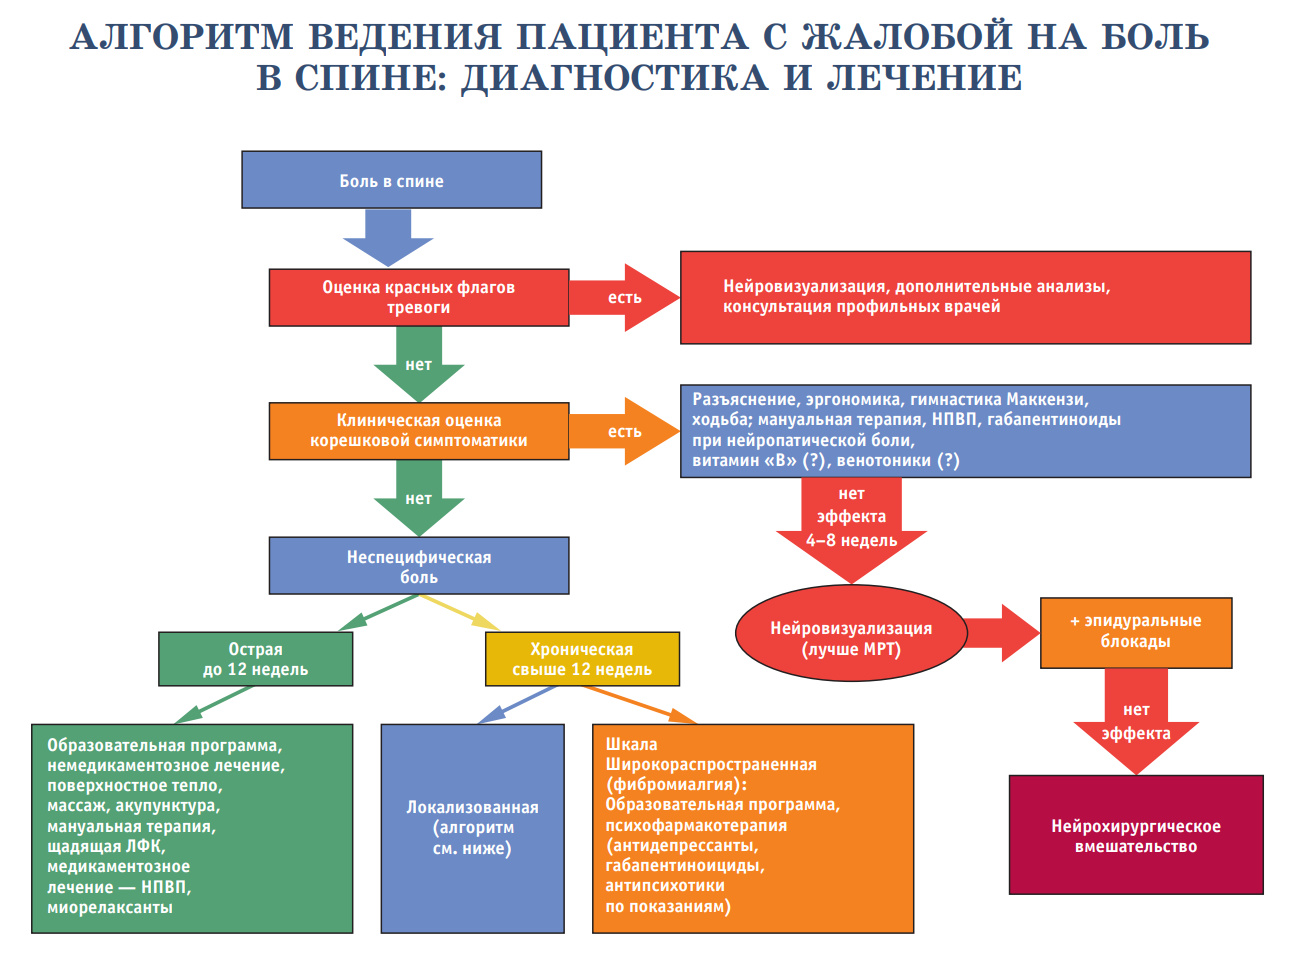 АЛГОРИТМ ВЕДЕНИЯ ПАЦИЕНТА С ЖАЛОБОЙ НА БОЛЬ
В СПИНЕ: ДИАГНОСТИКА И ЛЕЧЕНИЕ
Боль в спине
Оценка красных флагов
тревоги
есть
Нейровизуализация, дополнительные анализы,
консультация профильных врачей
нет
Клиническая оценка
корешковой симптоматики
есть
Разъяснение, эргономика, гимнастика Маккензи,
ходьба; мануальная терапия, НПВП, габапентиноиды
при нейропатической боли,
витамин «В» (?), венотоники (?)
нет
нет
эффекта
4–8 недель
Неспецифическая
боль
Нейровизуализация
(лучше МРТ)
+ эпидуральные
блокады
Острая
до 12 недель
Хроническая
свыше 12 недель
нет
эффекта
Образовательная программа,
немедикаментозное лечение,
поверхностное тепло,
массаж, акупунктура,
мануальная терапия,
щадящая ЛФК,
медикаментозное
лечение — НПВП,
миорелаксанты
Локализованная
(алгоритм
см. ниже)
Шкала
Широкораспространенная
(фибромиалгия):
Образовательная программа,
психофармакотерапия
(антидепрессанты,
габапентиноициды,
антипсихотики
по показаниям)
Нейрохирургическое
вмешательство